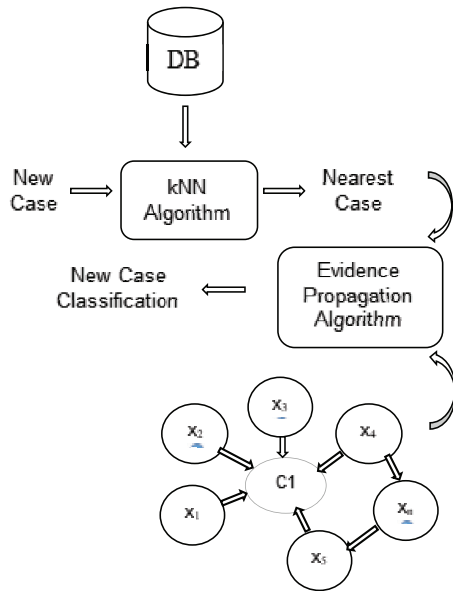 DB
New
Case
kNN
Algorithm
Nearest
Case
New Case
Classification
Evidence
Propagation
Algorithm
x₃
x₂
x₄
C1
x₁
xₙ
x₅